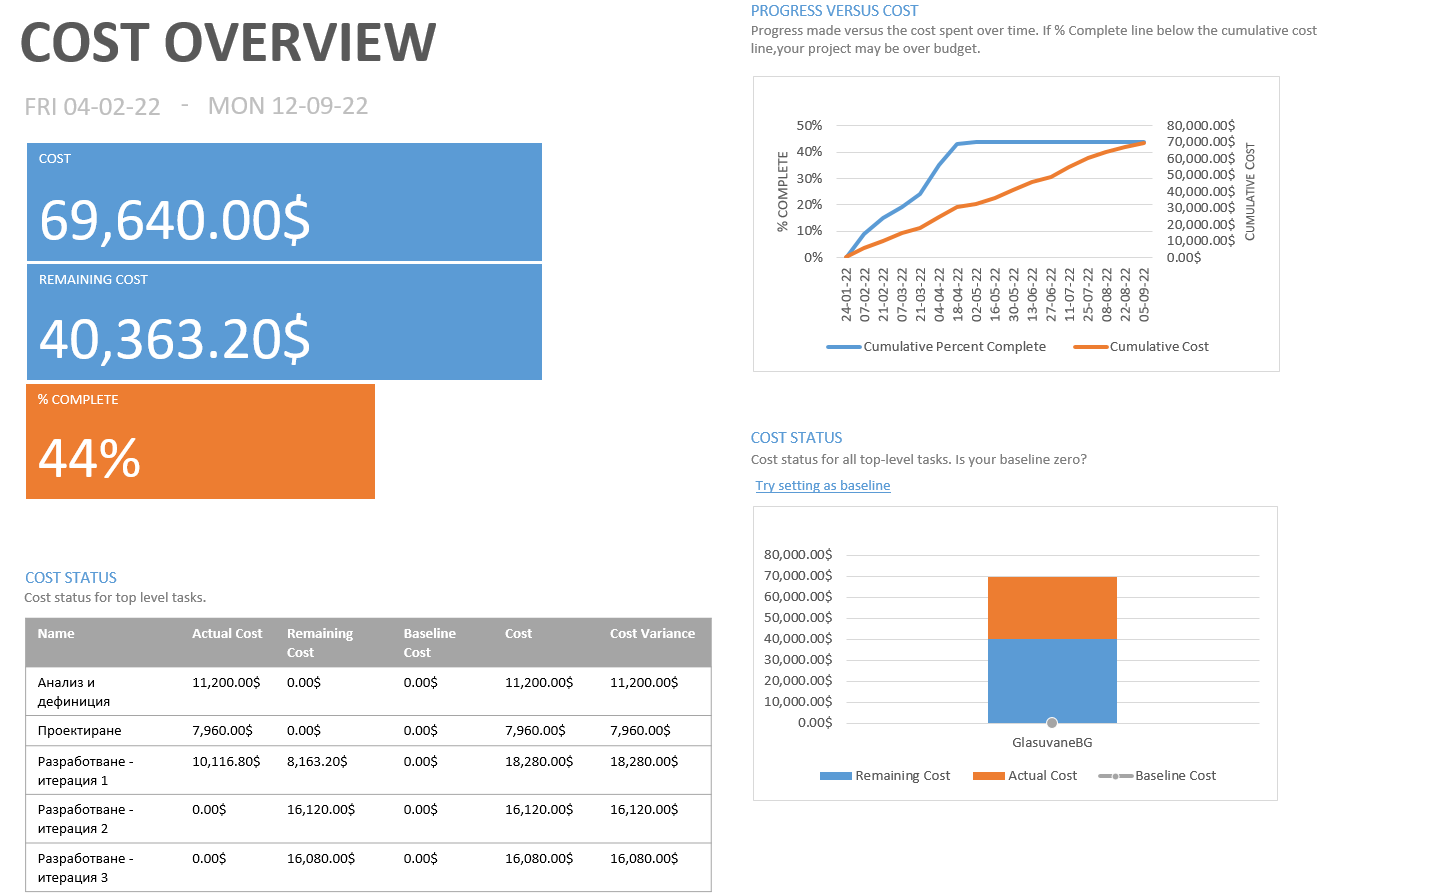 COST OVERVIEW
FRI 04-02-22 - MON 12-09-22
COST
69,640.00$
REMAINING COST
40,363.20$
% COMPLETE
44%
COST STATUS
Cost status for top level tasks.
Name Actual Cost Remaining Cost Baseline Cost Cost Cost Variance
Анализ и дефиниция 11,200.00$ 0.00$ 0.00$ 11,200.00$ 11,200.00$
Проектиране 7,960.00$ 0.00$ 0.00$ 7,960.00$ 7,960.00$
Разработване - итерация 1 10,116.80$ 8,163.20$ 0.00$ 18,280.00$ 18,280.00$
Разработване - итерация 2 0.00$ 16,120.00$ 0.00$ 16,120.00$ 16,120.00$
Разработване - итерация 3 0.00$ 16,080.00$ 0.00$ 16,080.00$ 16,080.00$
PROGRESS VERSUS COST
Progress made versus the cost spent over time. If % Complete line below the cumulative cost
line,your project may be over budget.
% COMPLETE
50%
40%
30%
20%
10%
0%
80,000.00$
70,000.00$
60,000.00$
50,000.00$
40,000.00$
30,000.00$
20,000.00$
10,000.00$
0.00$
CUMULATIVE COST
24-01-22
07-02-22
21-02-22
07-03-22
21-03-22
04-04-22
18-04-22
02-05-22
16-05-22
30-05-22
13-06-22
27-06-22
11-07-22
25-07-22
08-08-22
22-08-22
05-09-22
Cumulative Percent Complete Cumulative Cost
COST STATUS
Cost status for all top-level tasks. Is your baseline zero?
Try setting as baseline
80,000.00$
70,000.00$
60,000.00$
50,000.00$
40,000.00$
30,000.00$
20,000.00$
10,000.00$
0.00$
GlasuvaneBG
Remaining Cost Actual Cost Baseline Cost